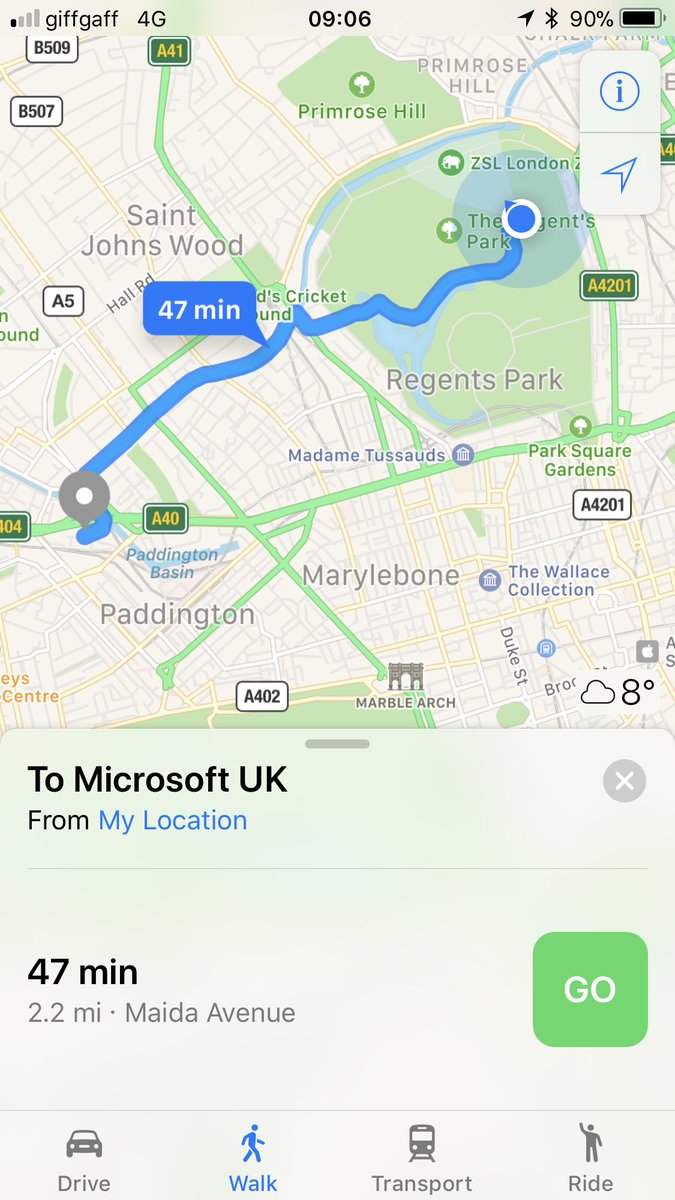 giffgaff 4G 09:06 90%
B509
A41
CHALK FARM
PRIMROSE
HILL
B507
Primrose Hill
i
ZSL London Z
Saint
Johns Wood
The Regent's
Park
A5
Hall Rd
47 min
d's Cricket
und
ound
A4201
Regents Park
Madame Tussauds
Park Square
Gardens
A4201
404
A40
Paddington
Basin
Marylebone
The Wallace
Collection
Paddington
Duke St
eys
Centre
A402
MARBLE ARCH
8°
To Microsoft UK
From My Location
47 min
2.2 mi · Maida Avenue
GO
Drive Walk Transport Ride